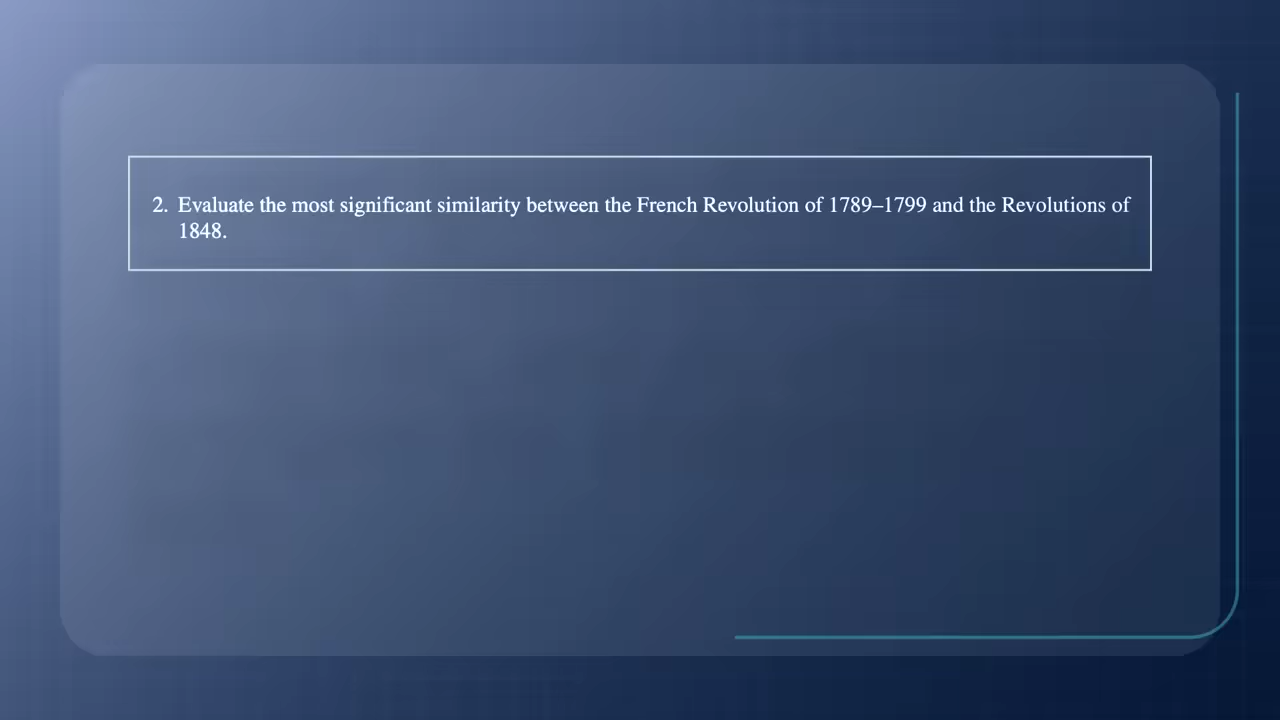 2. Evaluate the most significant similarity between the French Revolution of 1789–1799 and the Revolutions of
1848.